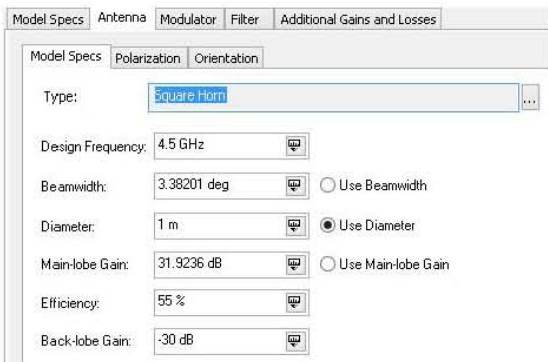 Model Specs Antenna Modulator Filter Additional Gains and Losses
Model Specs Polarization Orientation
Type: Square Horn ...
Design Frequency: 4.5 GHz
Beamwidth: 3.38201 deg Use Beamwidth
Diameter: 1 m Use Diameter
Main-lobe Gain: 31.9236 dB Use Main-lobe Gain
Efficiency: 55 %
Back-lobe Gain: -30 dB